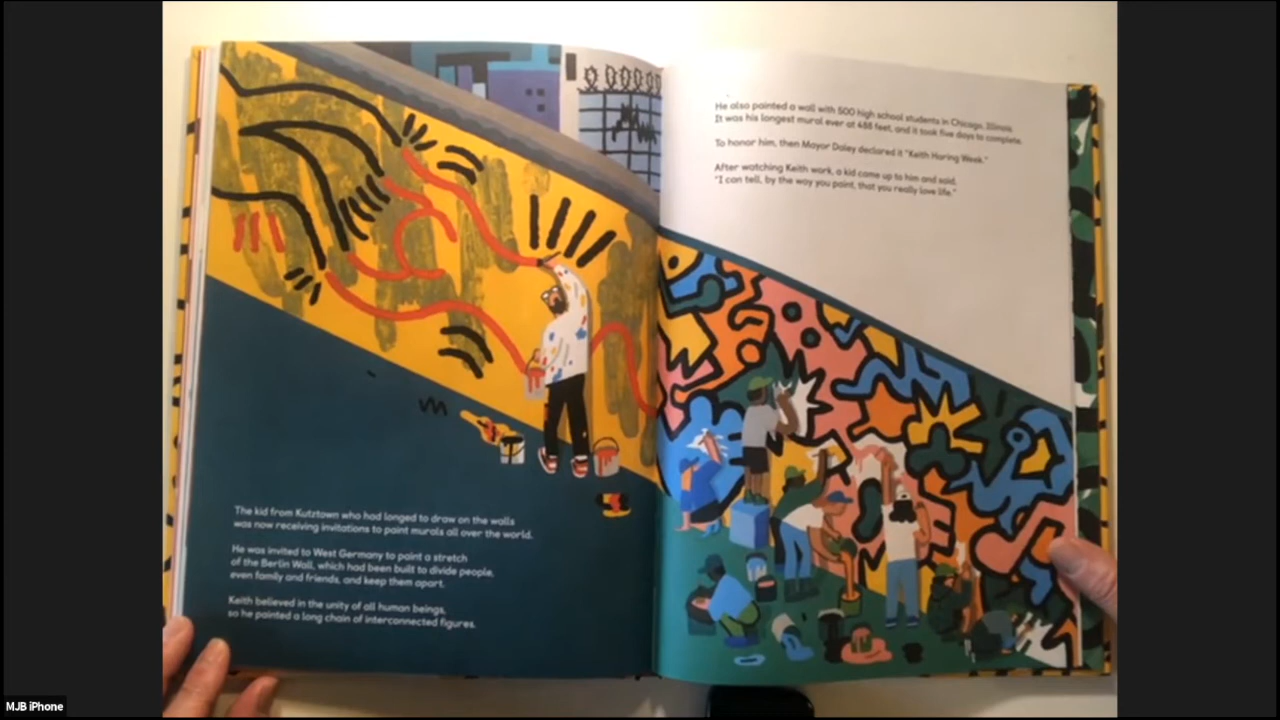 The kid from Kutztown who had longed to draw on the walls
was now receiving invitations to paint murals all over the world.
He was invited to West Germany to paint a stretch
of the Berlin Wall, which had been built to divide people,
even family and friends, and keep them apart.
Keith believed in the unity of all human beings,
so he painted a long chain of interconnected figures.
He also painted a wall with 500 high school students in Chicago, Illinois.
It was his longest mural ever at 488 feet, and it took five days to complete.
To honor him, then Mayor Daley declared it "Keith Haring Week."
After watching Keith work, a kid came up to him and said,
"I can tell, by the way you paint, that you really love life."
MJB iPhone